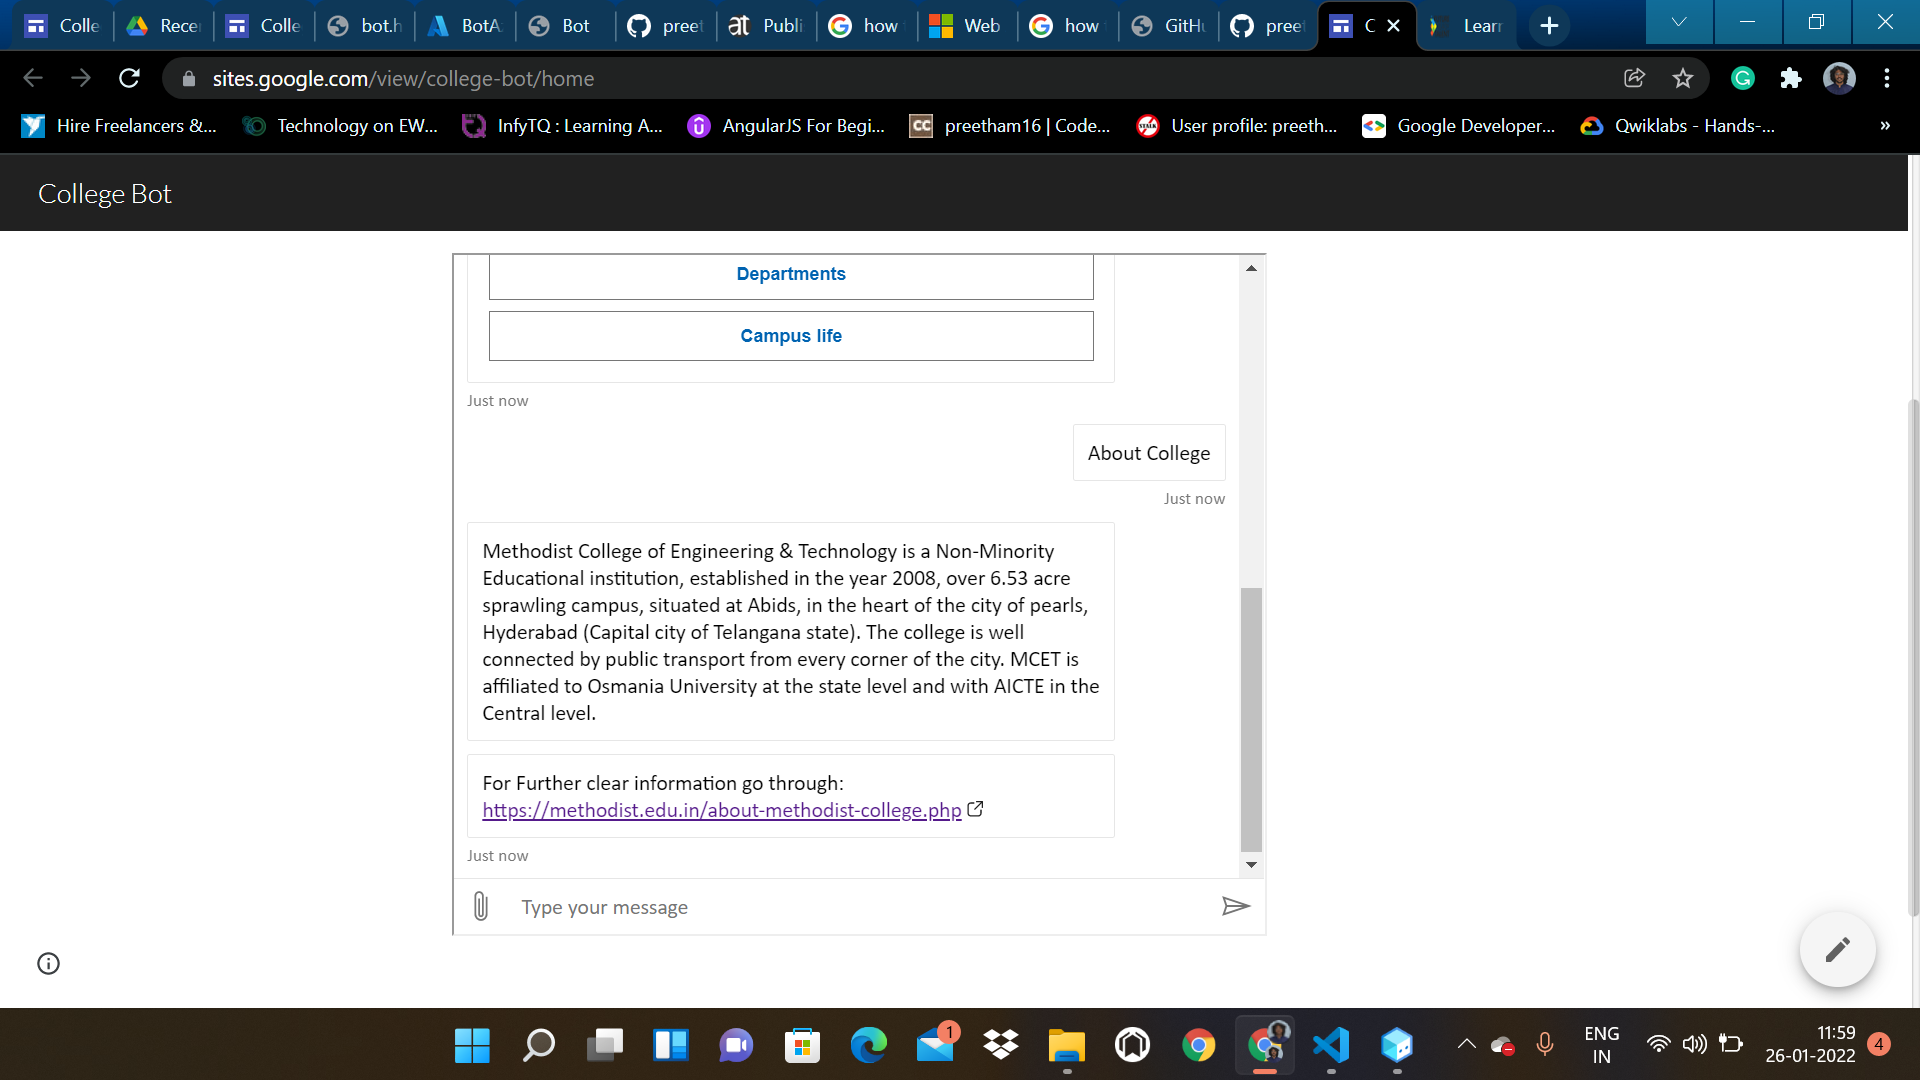 Colle
Recen
Colle
bot.h
BotA
Bot
preet
Publi
how
Web
how
GitHu
preet
C
Learn
sites.google.com/view/college-bot/home
Hire Freelancers &...
Technology on EW...
InfyTQ : Learning A...
AngularJS For Begi...
preetham16 | Code...
User profile: preeth...
Google Developer...
Qwiklabs - Hands-...
»
College Bot
Departments
Campus life
Just now
About College
Just now
Methodist College of Engineering & Technology is a Non-Minority
Educational institution, established in the year 2008, over 6.53 acre
sprawling campus, situated at Abids, in the heart of the city of pearls,
Hyderabad (Capital city of Telangana state). The college is well
connected by public transport from every corner of the city. MCET is
affiliated to Osmania University at the state level and with AICTE in the
Central level.
For Further clear information go through:
https://methodist.edu.in/about-methodist-college.php
Just now
Type your message
1
ENG
IN
11:59
26-01-2022
4